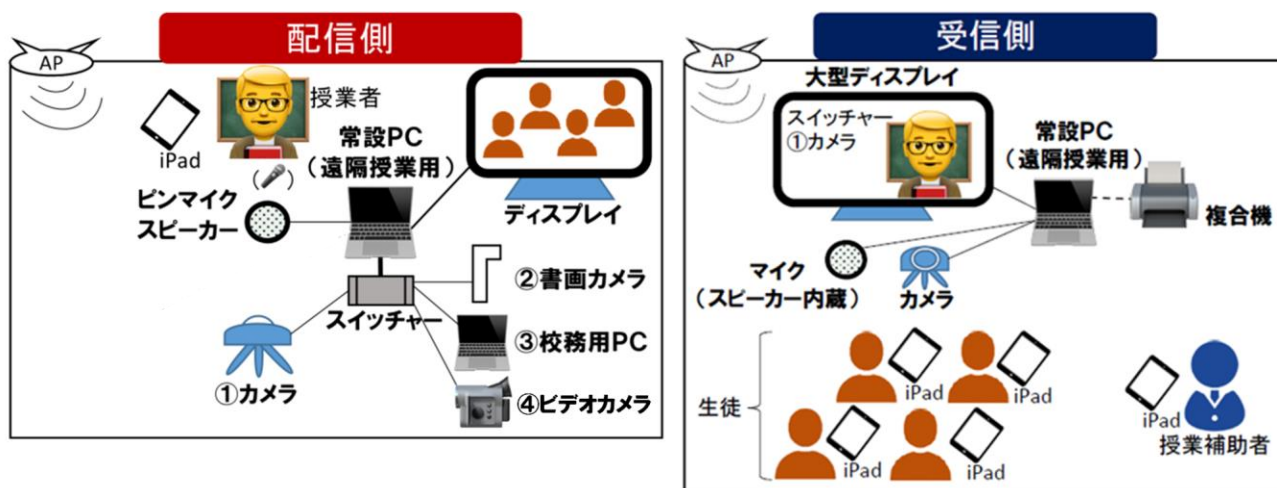 配信側
AP
授業者
iPad
常設PC
(遠隔授業用)
ピンマイク
スピーカー
ディスプレイ
②書画カメラ
スイッチャー
③校務用PC
①カメラ
④ビデオカメラ
受信側
AP
大型ディスプレイ
スイッチャー
①カメラ
常設PC
(遠隔授業用)
複合機
マイク
(スピーカー内蔵)
カメラ
生徒
iPad
iPad
iPad
iPad
iPad
授業補助者